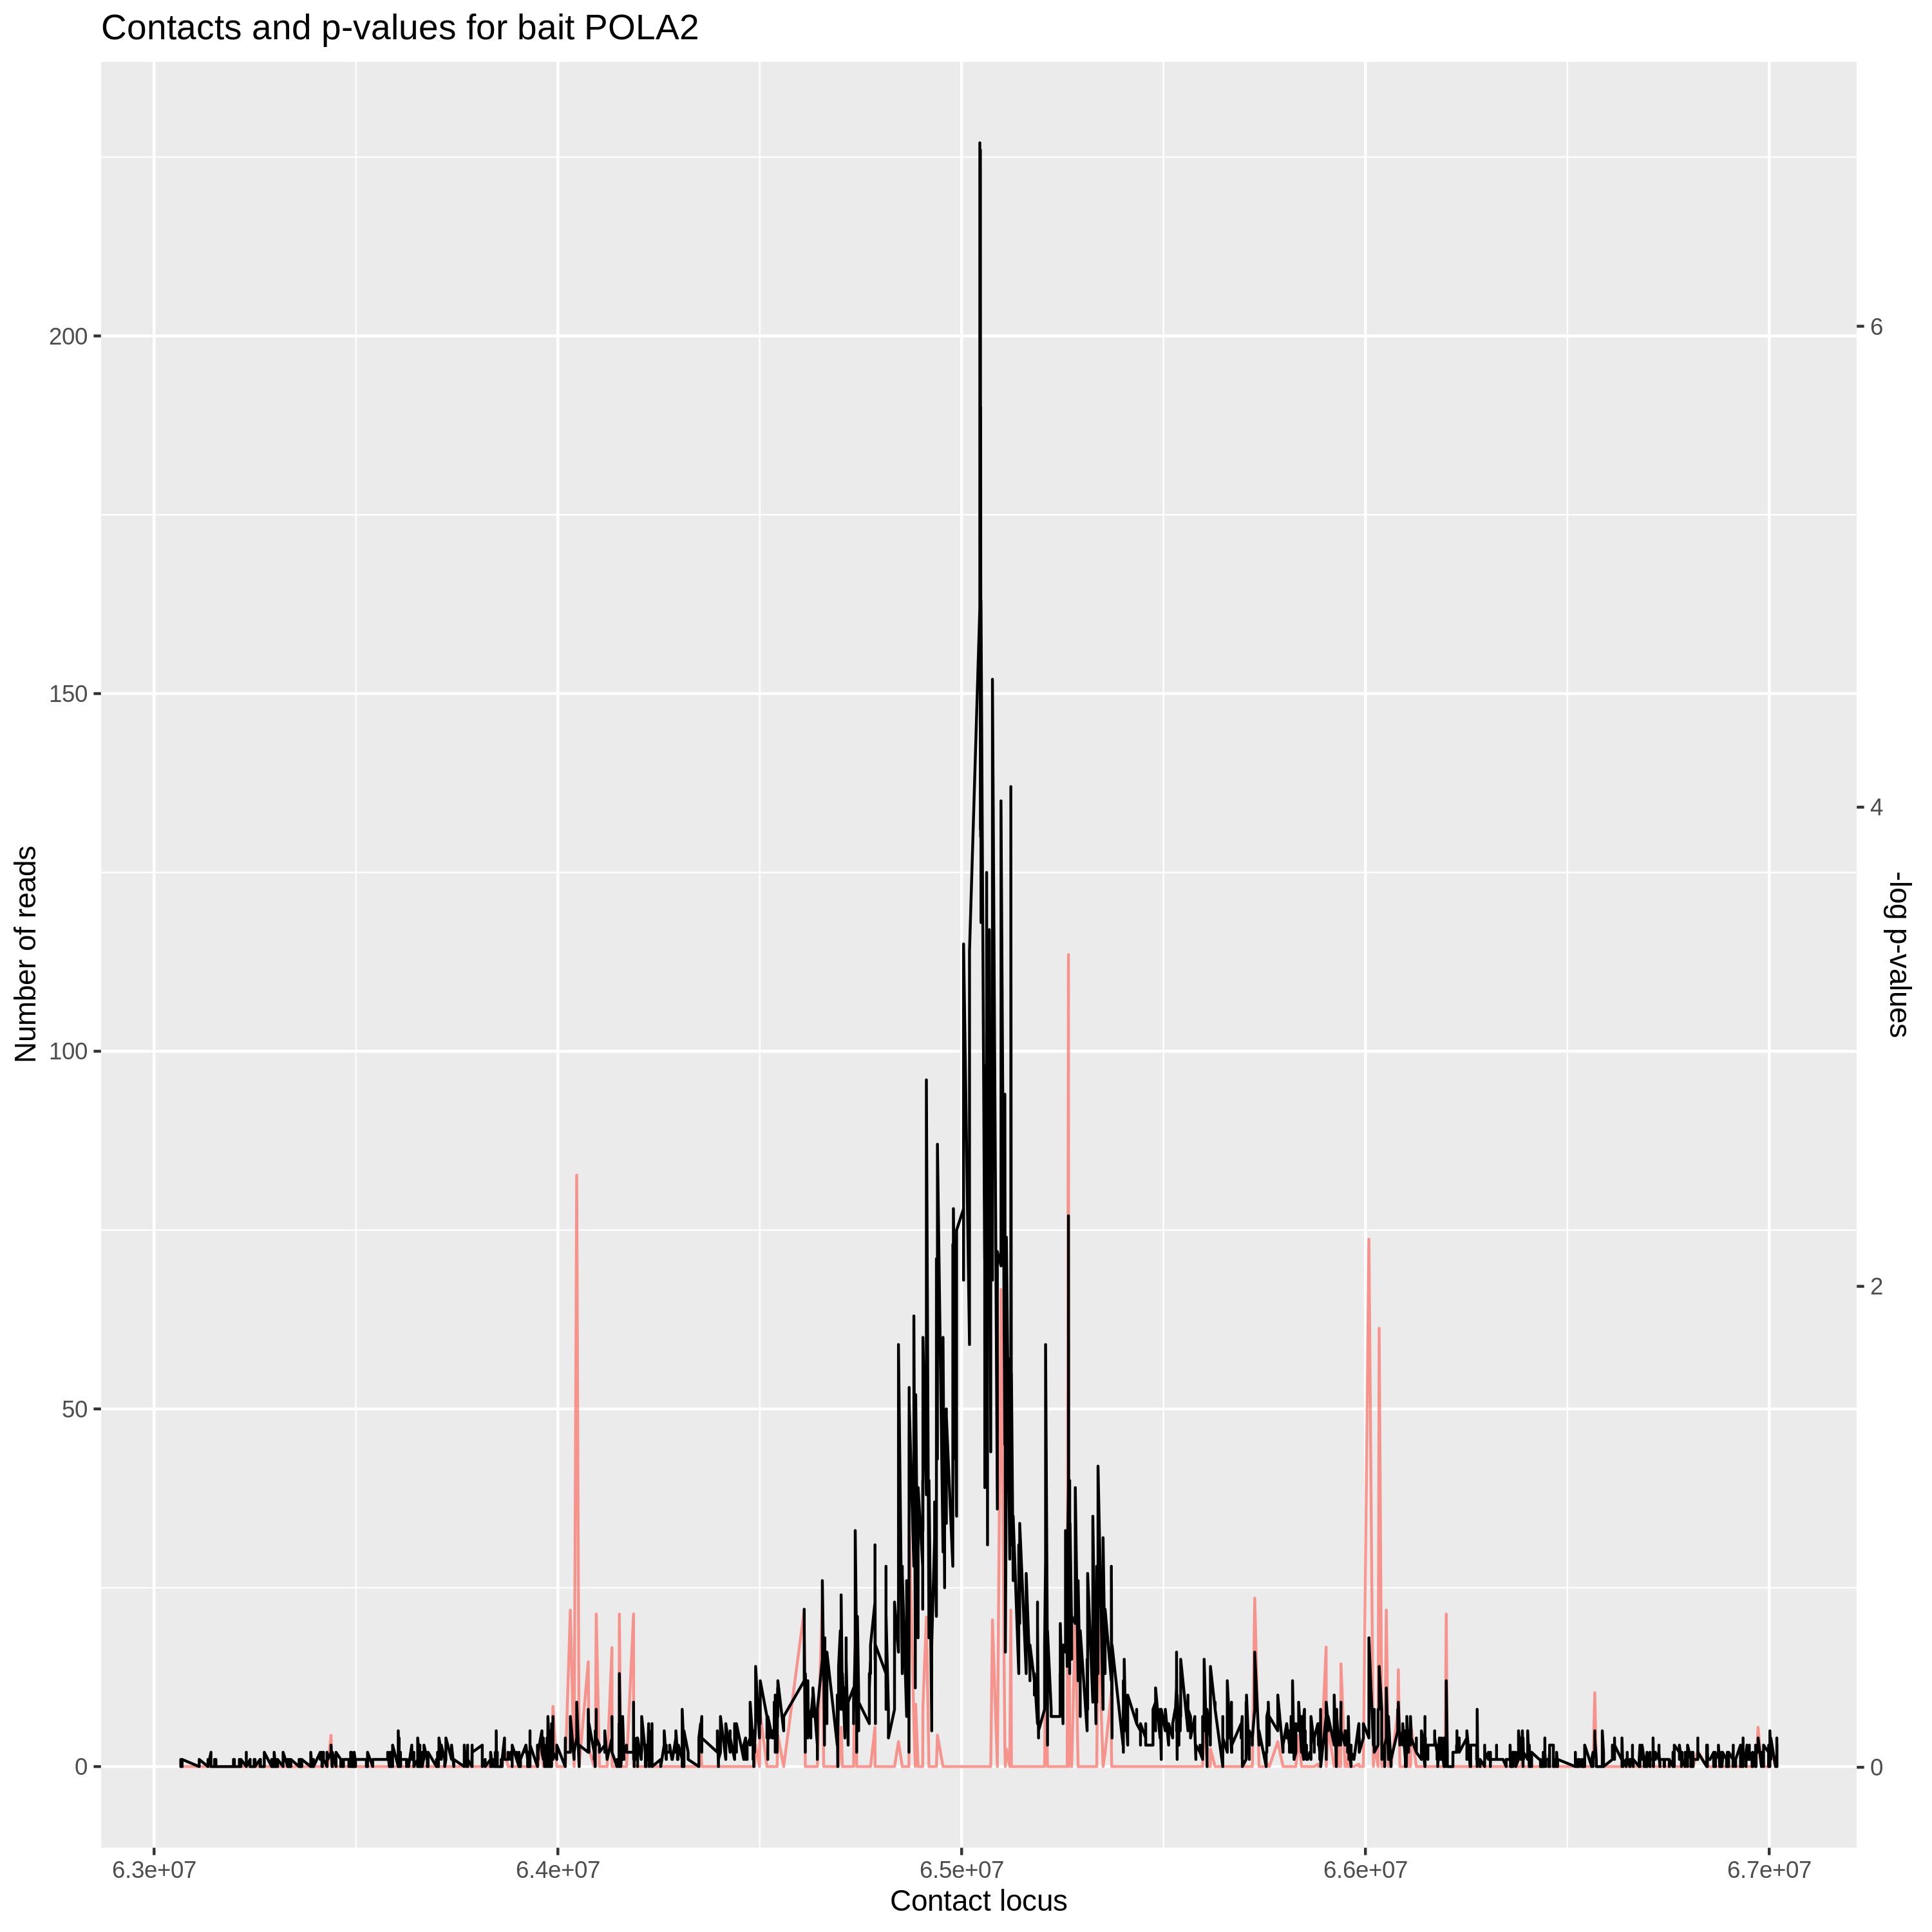 Contacts and p-values for bait POLA2
Number of reads
200
150
100
50
0
6
4
2
0
-log p-values
6.3e+07
6.4e+07
6.5e+07
6.6e+07
6.7e+07
Contact locus